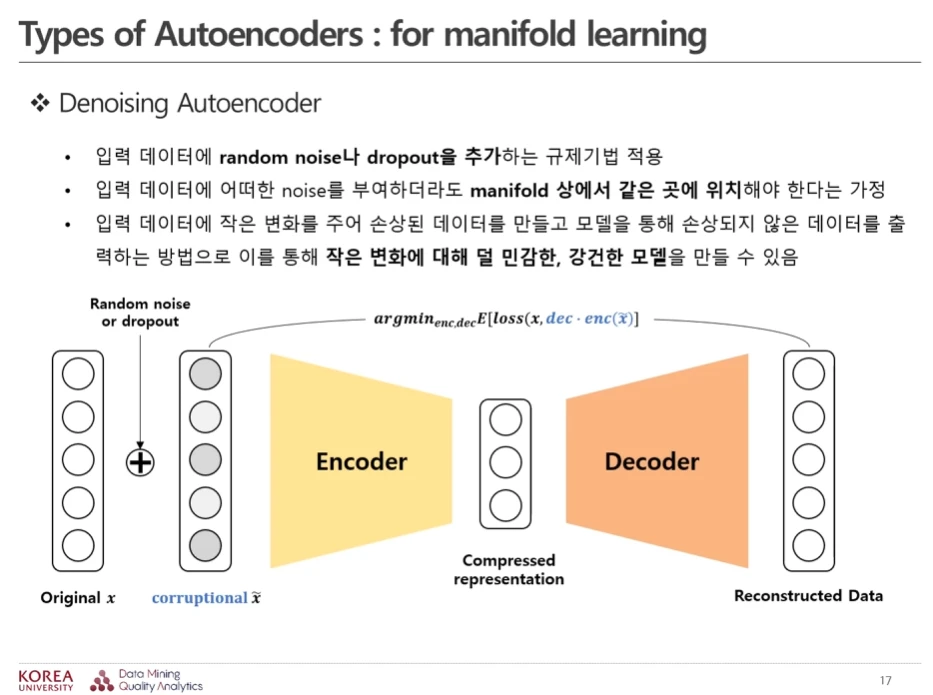 Types of Autoencoders : for manifold learning
❖ Denoising Autoencoder
• 입력 데이터에 random noise나 dropout을 추가하는 규제기법 적용
• 입력 데이터에 어떠한 noise를 부여하더라도 manifold 상에서 같은 곳에 위치해야 한다는 가정
• 입력 데이터에 작은 변화를 주어 손상된 데이터를 만들고 모델을 통해 손상되지 않은 데이터를 출
력하는 방법으로 이를 통해 작은 변화에 대해 덜 민감한, 강건한 모델을 만들 수 있음
Random noise
or dropout
argmin_{enc,dec}E[loss(x, dec · enc(x̃)]
Encoder
Decoder
Compressed
representation
Original x
corruptional x̃
Reconstructed Data
KOREA
UNIVERSITY
Data Mining
Quality Analytics
17